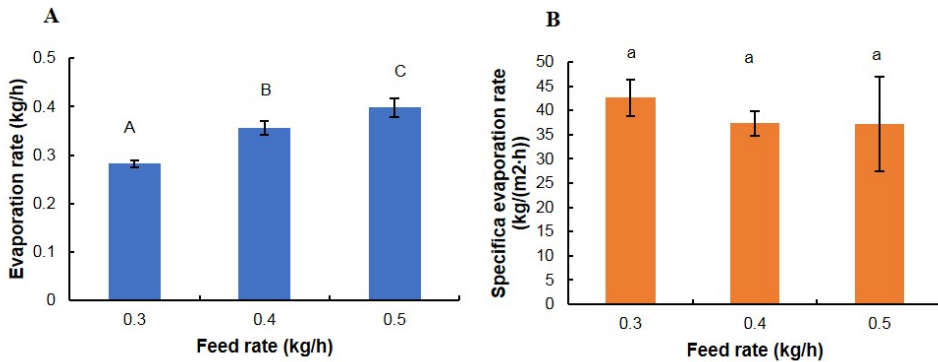 A
Evaporation rate (kg/h)
0.5
0.4
0.3
0.2
0.1
0
A
B
C
0.3 0.4 0.5
Feed rate (kg/h)
B
Specifica evaporation rate
(kg/(m2·h))
50
45
40
35
30
25
20
15
10
5
0
a a a
0.3 0.4 0.5
Feed rate (kg/h)